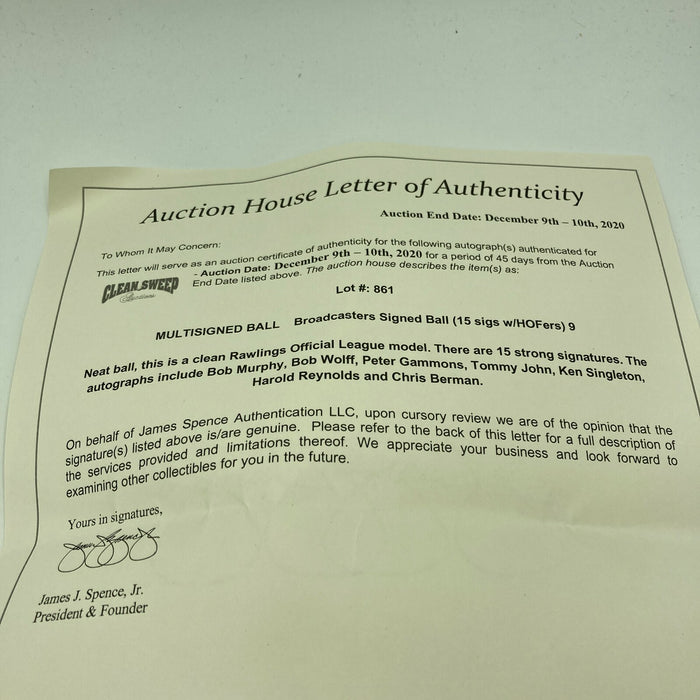 Auction House Letter of Authenticity
Auction End Date: December 9th – 10th, 2020
To Whom It May Concern:
This letter will serve as an auction certificate of authenticity for the following autograph(s) authenticated for
CLEAN SWEEP Auctions - Auction Date: December 9th – 10th, 2020 for a period of 45 days from the Auction
End Date listed above. The auction house describes the item(s) as:
Lot #: 861
MULTISIGNED BALL Broadcasters Signed Ball (15 sigs w/HOFers) 9
Neat ball, this is a clean Rawlings Official League model. There are 15 strong signatures. The
autographs include Bob Murphy, Bob Wolff, Peter Gammons, Tommy John, Ken Singleton,
Harold Reynolds and Chris Berman.
On behalf of James Spence Authentication LLC, upon cursory review we are of the opinion that the
signature(s) listed above is/are genuine. Please refer to the back of this letter for a full description of
the services provided and limitations thereof. We appreciate your business and look forward to
examining other collectibles for you in the future.
Yours in signatures,
James J. Spence, Jr.
President & Founder